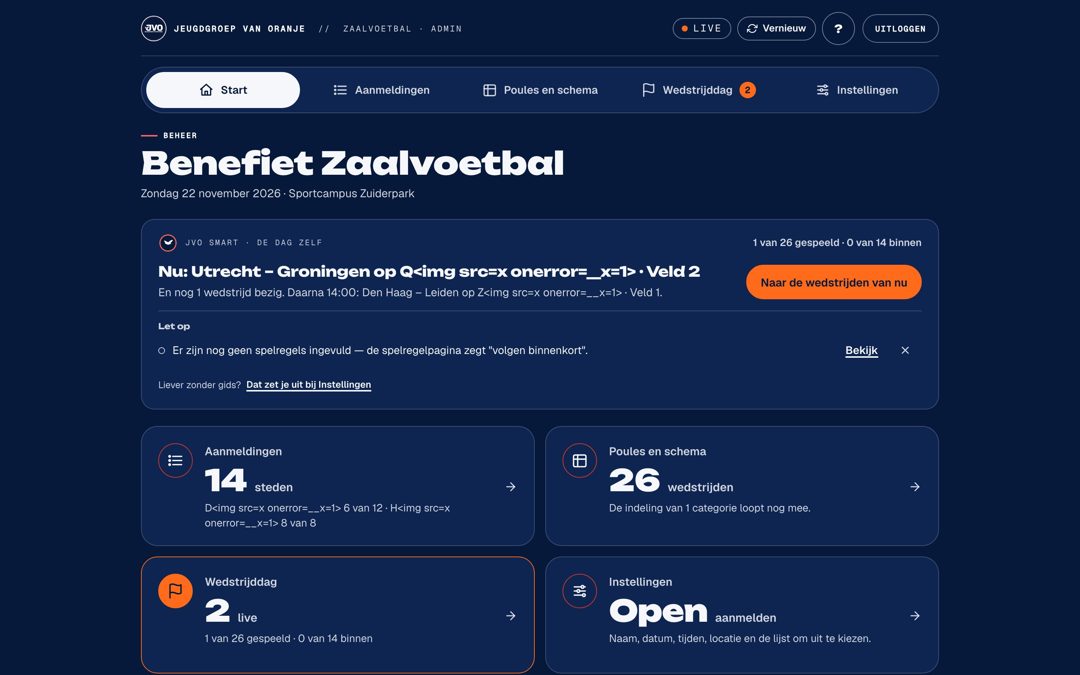 JVO JEUGDGROEP VAN ORANJE // ZAALVOETBAL · ADMIN
LIVE
Vernieuw
?
UITLOGGEN
Start
Aanmeldingen
Poules en schema
Wedstrijddag 2
Instellingen
BEHEER
Benefiet Zaalvoetbal
Zondag 22 november 2026 · Sportcampus Zuiderpark
JVO SMART · DE DAG ZELF
1 van 26 gespeeld · 0 van 14 binnen
Nu: Utrecht – Groningen op Q<img src=x onerror=__x=1> · Veld 2
En nog 1 wedstrijd bezig. Daarna 14:00: Den Haag – Leiden op Z<img src=x onerror=__x=1> · Veld 1.
Naar de wedstrijden van nu
Let op
Er zijn nog geen spelregels ingevuld — de spelregelpagina zegt "volgen binnenkort".
Bekijk
Liever zonder gids? Dat zet je uit bij Instellingen
Aanmeldingen
14 steden
D<img src=x onerror=__x=1> 6 van 12 · H<img src=x
onerror=__x=1> 8 van 8
Poules en schema
26 wedstrijden
De indeling van 1 categorie loopt nog mee.
Wedstrijddag
2 live
1 van 26 gespeeld · 0 van 14 binnen
Instellingen
Open aanmelden
Naam, datum, tijden, locatie en de lijst om uit te kiezen.